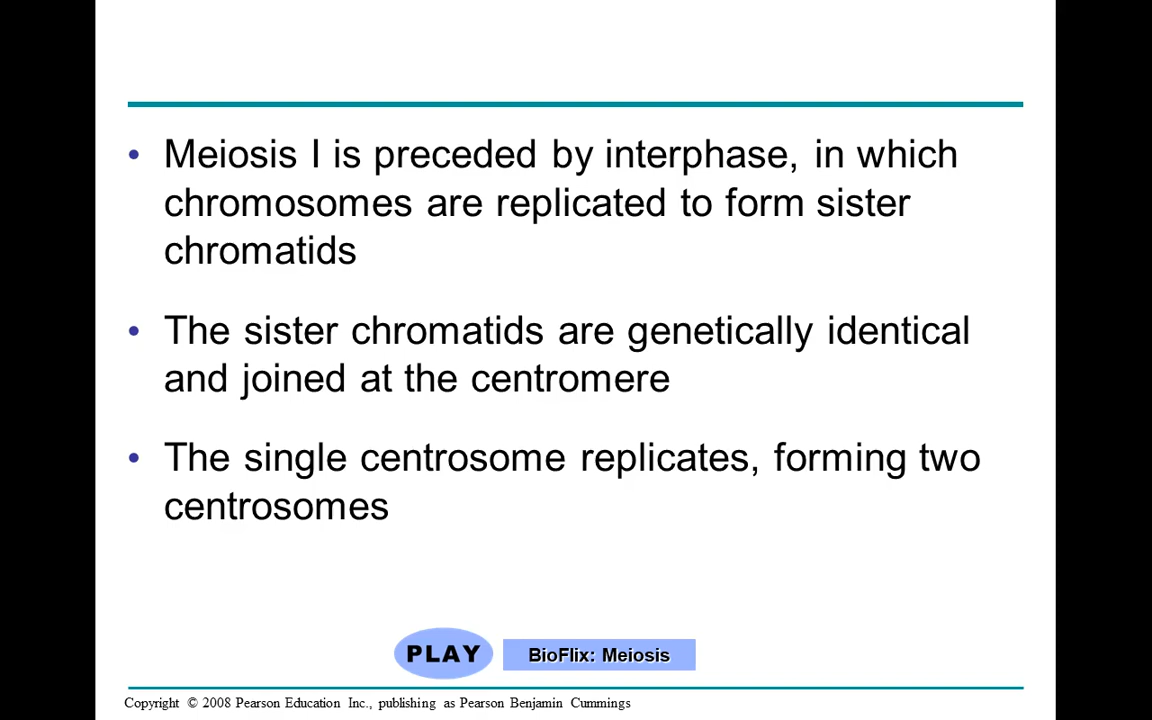 • Meiosis I is preceded by interphase, in which
chromosomes are replicated to form sister
chromatids
• The sister chromatids are genetically identical
and joined at the centromere
• The single centrosome replicates, forming two
centrosomes
PLAY BioFlix: Meiosis
Copyright © 2008 Pearson Education Inc., publishing as Pearson Benjamin Cummings